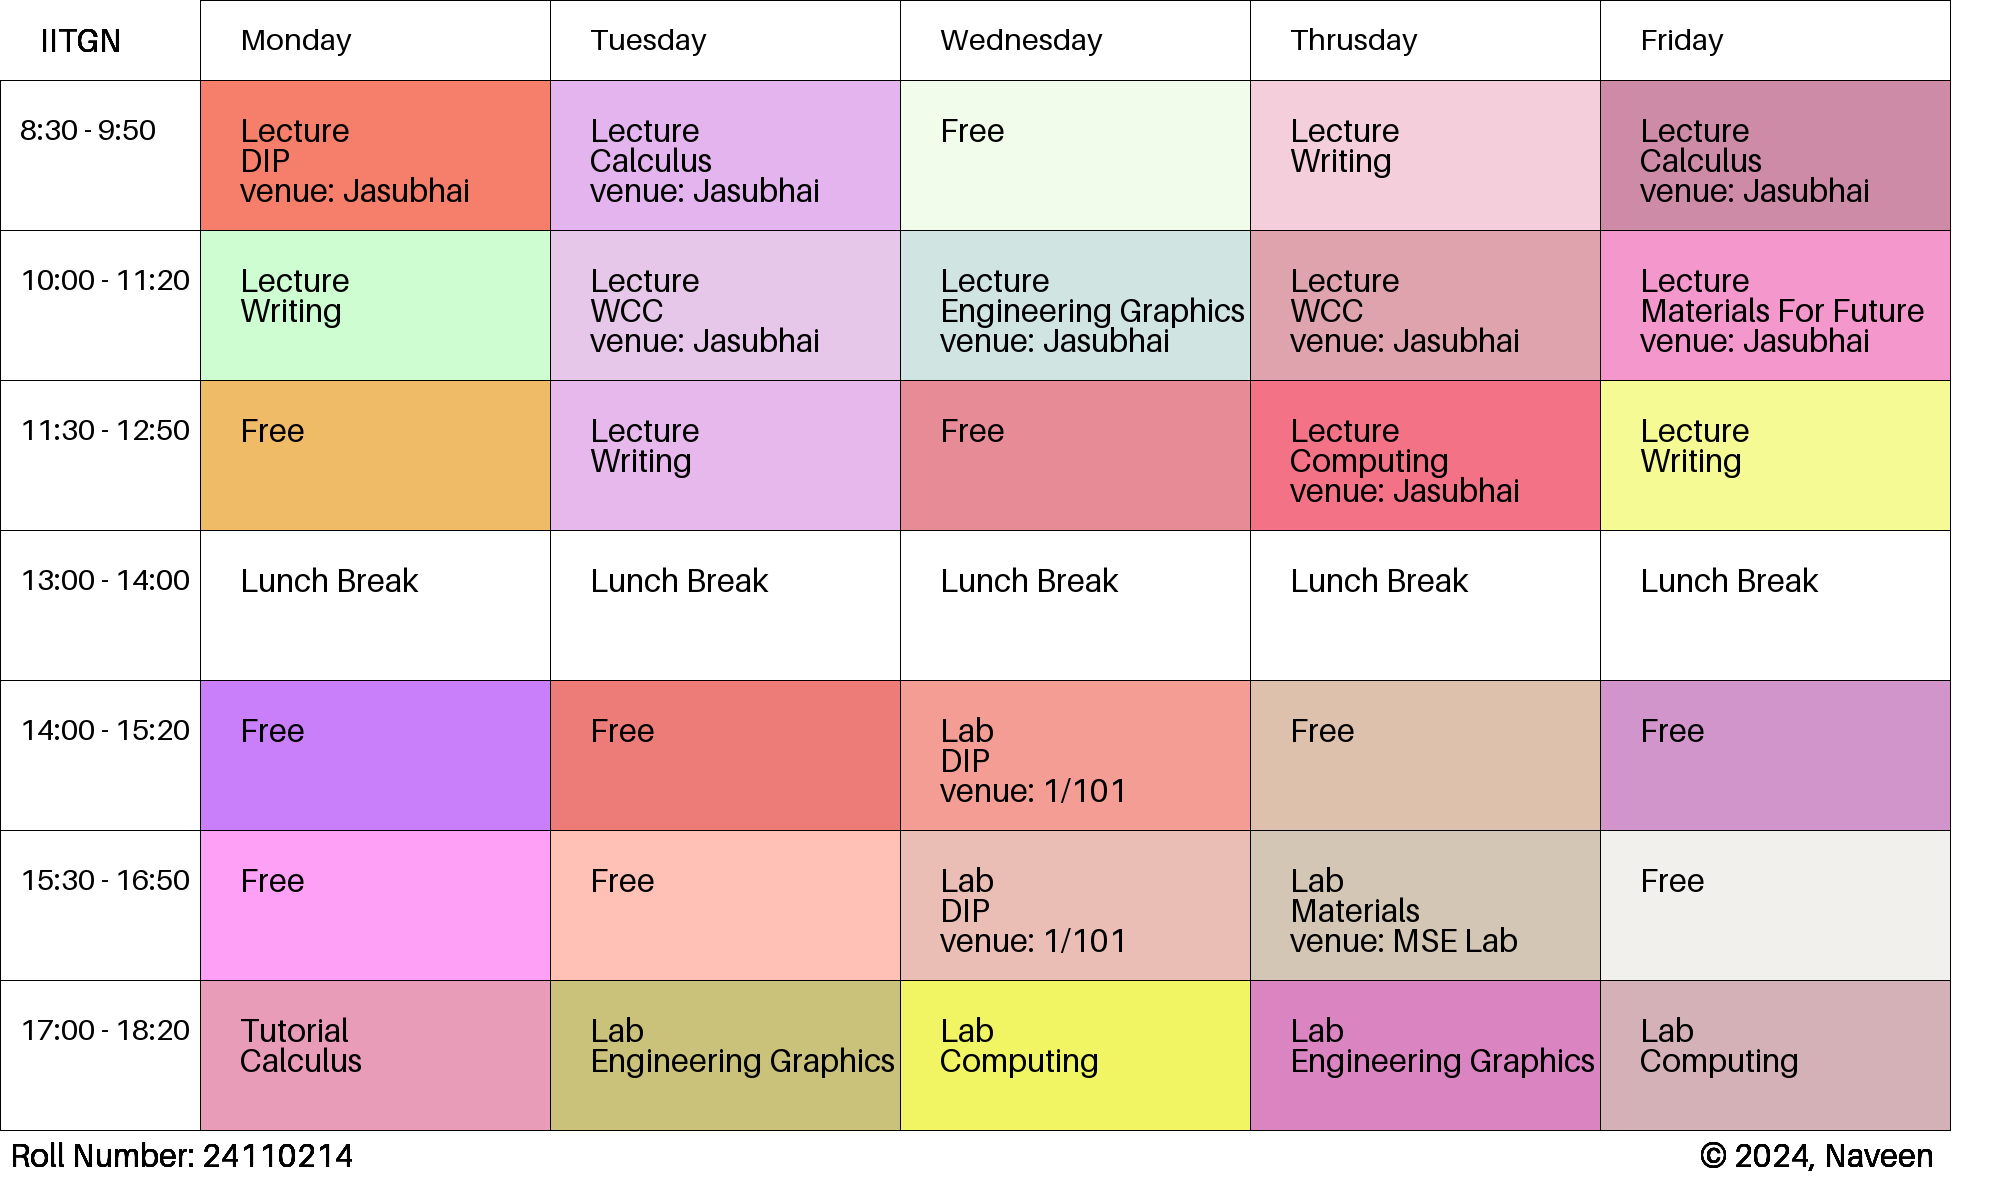 IITGN
Monday
Tuesday
Wednesday
Thrusday
Friday
8:30 - 9:50
Lecture
DIP
venue: Jasubhai
Lecture
Calculus
venue: Jasubhai
Free
Lecture
Writing
Lecture
Calculus
venue: Jasubhai
10:00 - 11:20
Lecture
Writing
Lecture
WCC
venue: Jasubhai
Lecture
Engineering Graphics
venue: Jasubhai
Lecture
WCC
venue: Jasubhai
Lecture
Materials For Future
venue: Jasubhai
11:30 - 12:50
Free
Lecture
Writing
Free
Lecture
Computing
venue: Jasubhai
Lecture
Writing
13:00 - 14:00
Lunch Break
Lunch Break
Lunch Break
Lunch Break
Lunch Break
14:00 - 15:20
Free
Free
Lab
DIP
venue: 1/101
Free
Free
15:30 - 16:50
Free
Free
Lab
DIP
venue: 1/101
Lab
Materials
venue: MSE Lab
Free
17:00 - 18:20
Tutorial
Calculus
Lab
Engineering Graphics
Lab
Computing
Lab
Engineering Graphics
Lab
Computing
Roll Number: 24110214
© 2024, Naveen